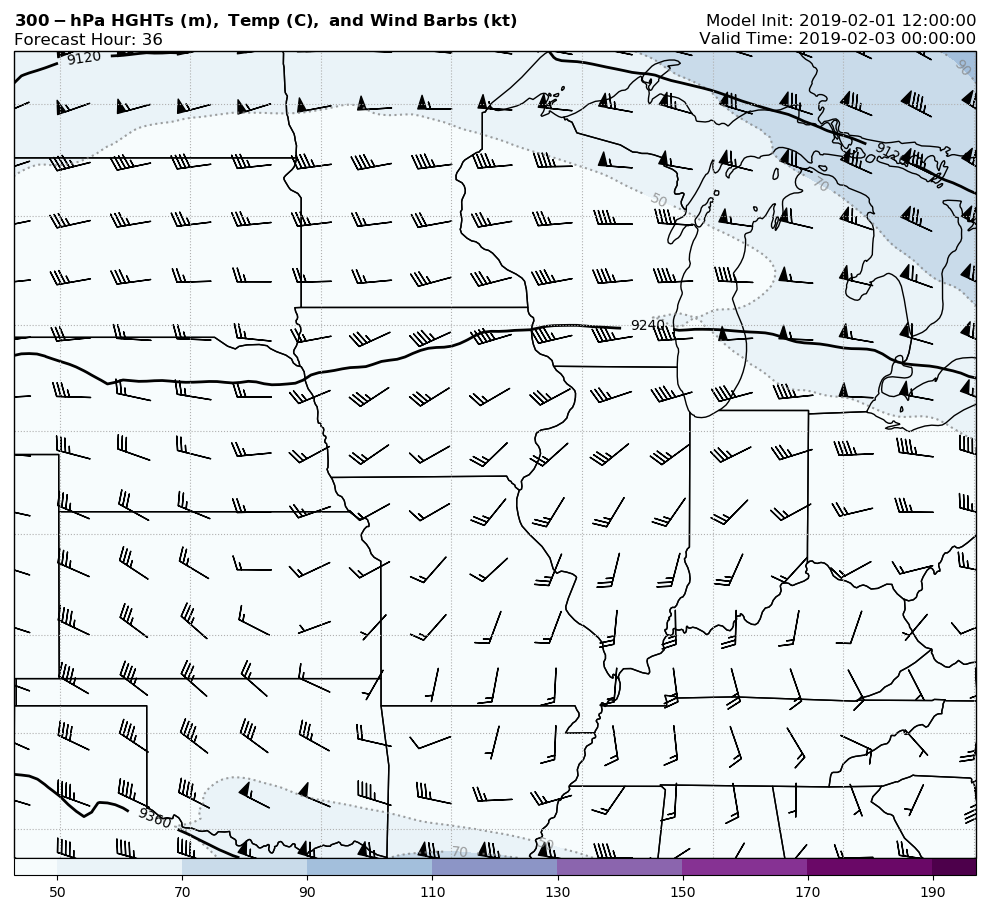 300-hPa HGHTs (m), Temp (C), and Wind Barbs (kt)
Model Init: 2019-02-01 12:00:00
Forecast Hour: 36
Valid Time: 2019-02-03 00:00:00
9120
90
9120
70
50
9240
9360
70
50 70 90 110 130 150 170 190